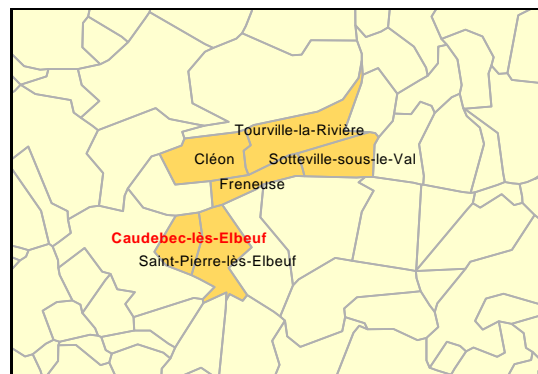 Tourville-la-Rivière
Cléon
Sotteville-sous-le-Val
Freneuse
Caudebec-lès-Elbeuf
Saint-Pierre-lès-Elbeuf